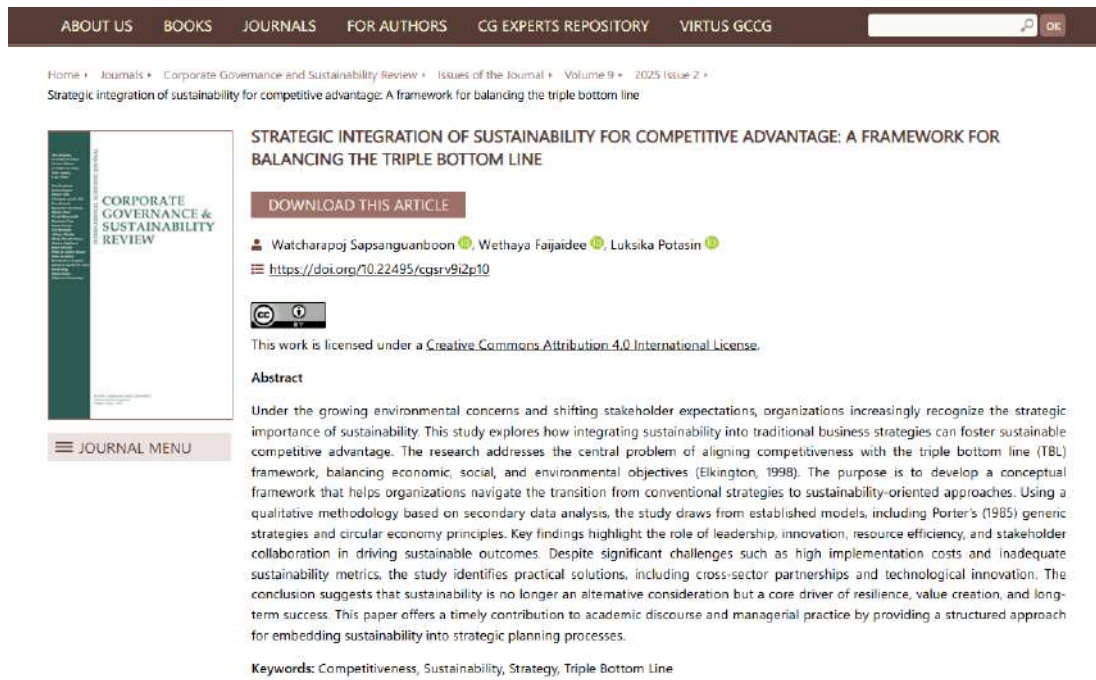 ABOUT US BOOKS JOURNALS FOR AUTHORS CG EXPERTS REPOSITORY VIRTUS GCCG OK
Home Journals Corporate Governance and Sustainability Review Issues of the Journal Volume 9 2025 Issue 2
Strategic integration of sustainability for competitive advantage: A framework for balancing the triple bottom line
STRATEGIC INTEGRATION OF SUSTAINABILITY FOR COMPETITIVE ADVANTAGE: A FRAMEWORK FOR
BALANCING THE TRIPLE BOTTOM LINE
CORPORATE
GOVERNANCE &
SUSTAINABILITY
REVIEW
INTERNATIONAL SCIENTIFIC JOURNAL
JOURNAL MENU
DOWNLOAD THIS ARTICLE
Watcharapoj Sapsanguanboon iD, Wethaya Faijaidee iD, Luksika Potasin iD
https://doi.org/10.22495/cgsrv9i2p10
cc BY
This work is licensed under a Creative Commons Attribution 4.0 International License.
Abstract
Under the growing environmental concerns and shifting stakeholder expectations, organizations increasingly recognize the strategic
importance of sustainability. This study explores how integrating sustainability into traditional business strategies can foster sustainable
competitive advantage. The research addresses the central problem of aligning competitiveness with the triple bottom line (TBL)
framework, balancing economic, social, and environmental objectives (Elkington, 1998). The purpose is to develop a conceptual
framework that helps organizations navigate the transition from conventional strategies to sustainability-oriented approaches. Using a
qualitative methodology based on secondary data analysis, the study draws from established models, including Porter's (1985) generic
strategies and circular economy principles. Key findings highlight the role of leadership, innovation, resource efficiency, and stakeholder
collaboration in driving sustainable outcomes. Despite significant challenges such as high implementation costs and inadequate
sustainability metrics, the study identifies practical solutions, including cross-sector partnerships and technological innovation. The
conclusion suggests that sustainability is no longer an alternative consideration but a core driver of resilience, value creation, and long-
term success. This paper offers a timely contribution to academic discourse and managerial practice by providing a structured approach
for embedding sustainability into strategic planning processes.
Keywords: Competitiveness, Sustainability, Strategy, Triple Bottom Line